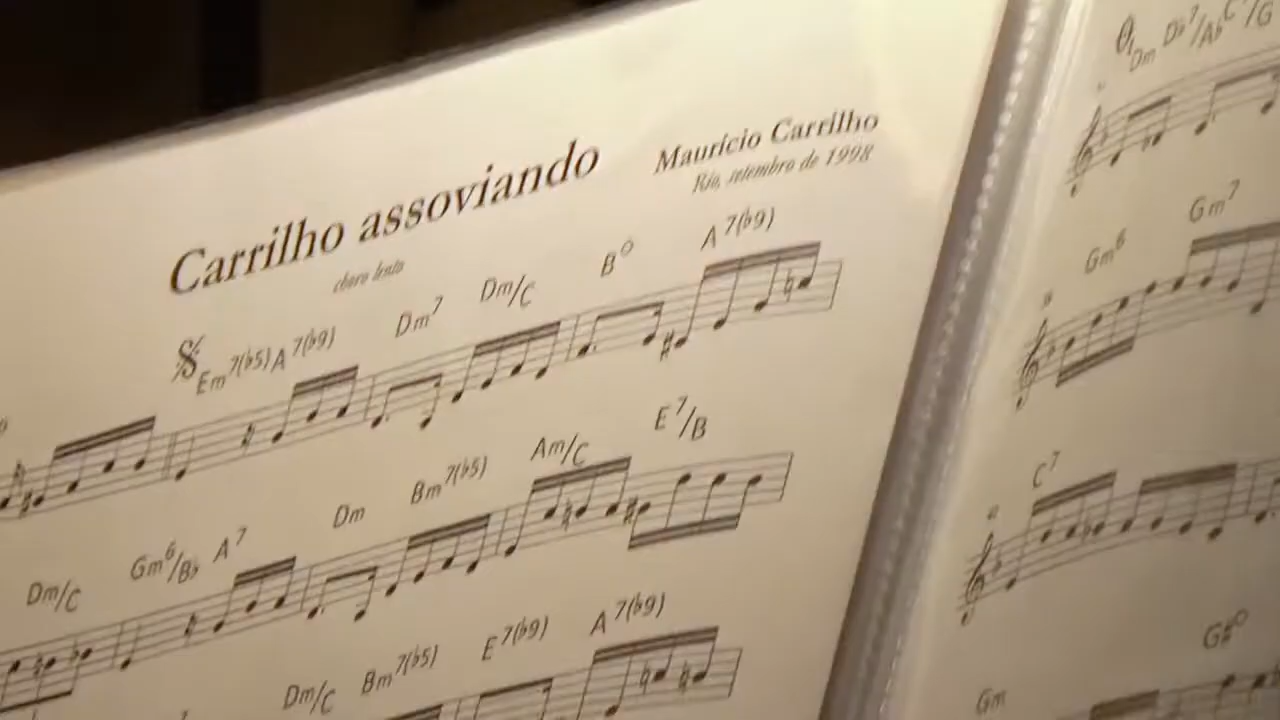 Carrilho assoviando
Maurício Carrilho
Rio, setembro de 1998
choro lento
Em7(b5) A7(b9) Dm7 Dm/C B° A7(b9)
Dm/C Gm6/Bb A7 Dm Bm7(b5) Am/C E7/B
Dm/C Bm7(b5) E7(b9) A7(b9)
Dm Db7/Ab
Gm6 Gm7
C7
Gm G#°